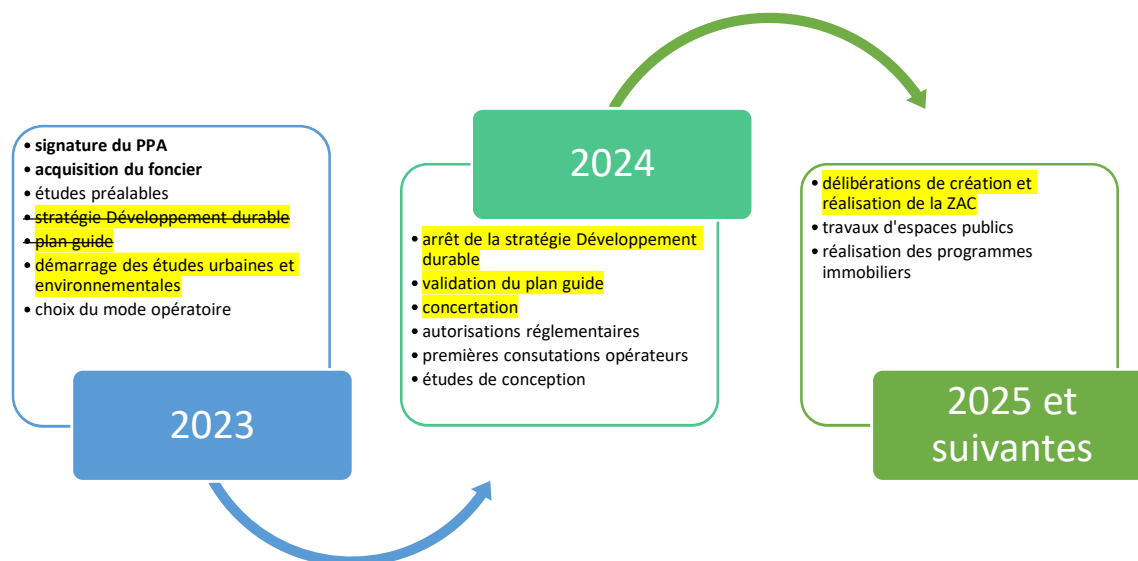 • signature du PPA
• acquisition du foncier
• études préalables
• stratégie Développement durable
• plan guide
• démarrage des études urbaines et
environnementales
• choix du mode opératoire
2023
2024
• arrêt de la stratégie Développement
durable
• validation du plan guide
• concertation
• autorisations réglementaires
• premières consutations opérateurs
• études de conception
• délibérations de création et
réalisation de la ZAC
• travaux d'espaces publics
• réalisation des programmes
immobiliers
2025 et
suivantes